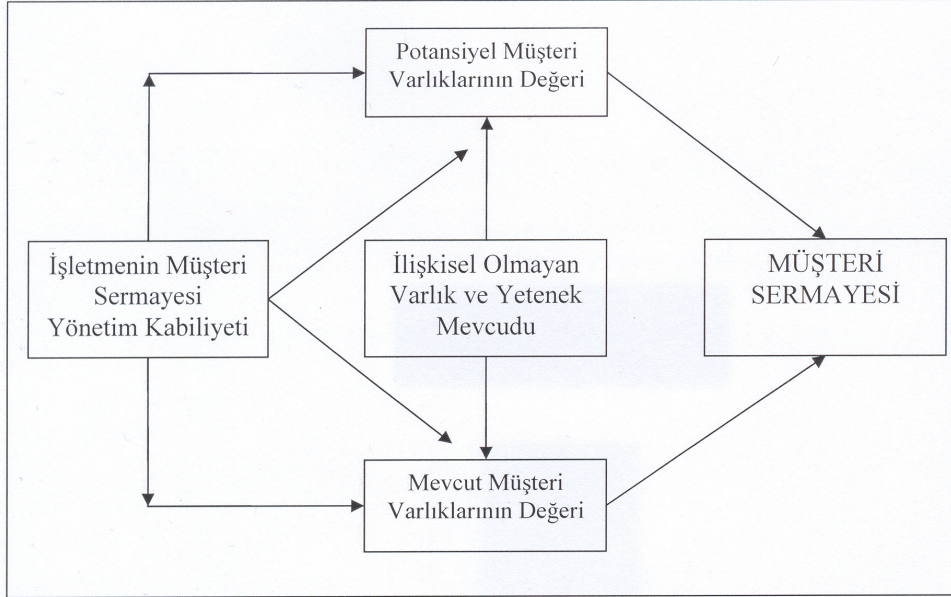 Potansiyel Müşteri
Varlıklarının Değeri
İşletmenin Müşteri
Sermayesi
Yönetim Kabiliyeti
İlişkisel Olmayan
Varlık ve Yetenek
Mevcudu
MÜŞTERİ
SERMAYESİ
Mevcut Müşteri
Varlıklarının Değeri